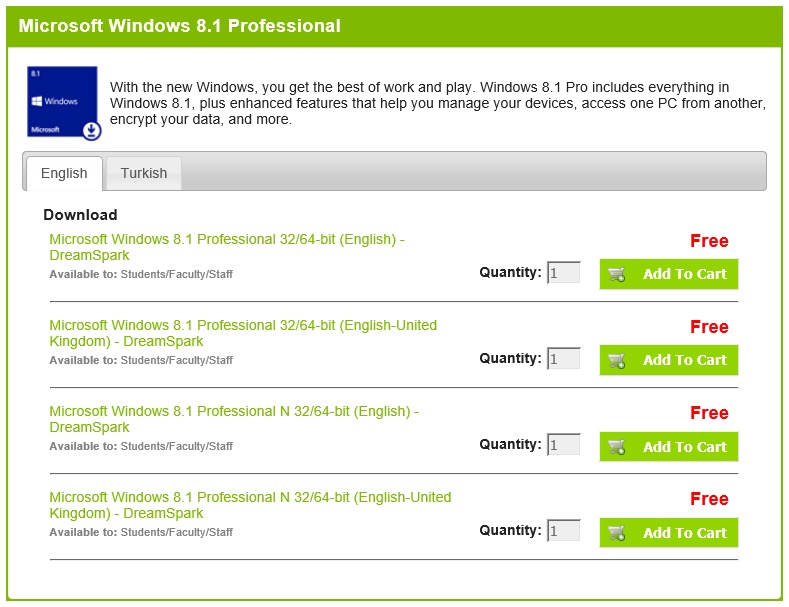 Microsoft Windows 8.1 Professional
8.1
Windows
Microsoft
With the new Windows, you get the best of work and play. Windows 8.1 Pro includes everything in
Windows 8.1, plus enhanced features that help you manage your devices, access one PC from another,
encrypt your data, and more.
English Turkish
Download
Microsoft Windows 8.1 Professional 32/64-bit (English) -
DreamSpark
Available to: Students/Faculty/Staff
Free
Quantity: 1 Add To Cart
Microsoft Windows 8.1 Professional 32/64-bit (English-United
Kingdom) - DreamSpark
Available to: Students/Faculty/Staff
Free
Quantity: 1 Add To Cart
Microsoft Windows 8.1 Professional N 32/64-bit (English) -
DreamSpark
Available to: Students/Faculty/Staff
Free
Quantity: 1 Add To Cart
Microsoft Windows 8.1 Professional N 32/64-bit (English-United
Kingdom) - DreamSpark
Available to: Students/Faculty/Staff
Free
Quantity: 1 Add To Cart